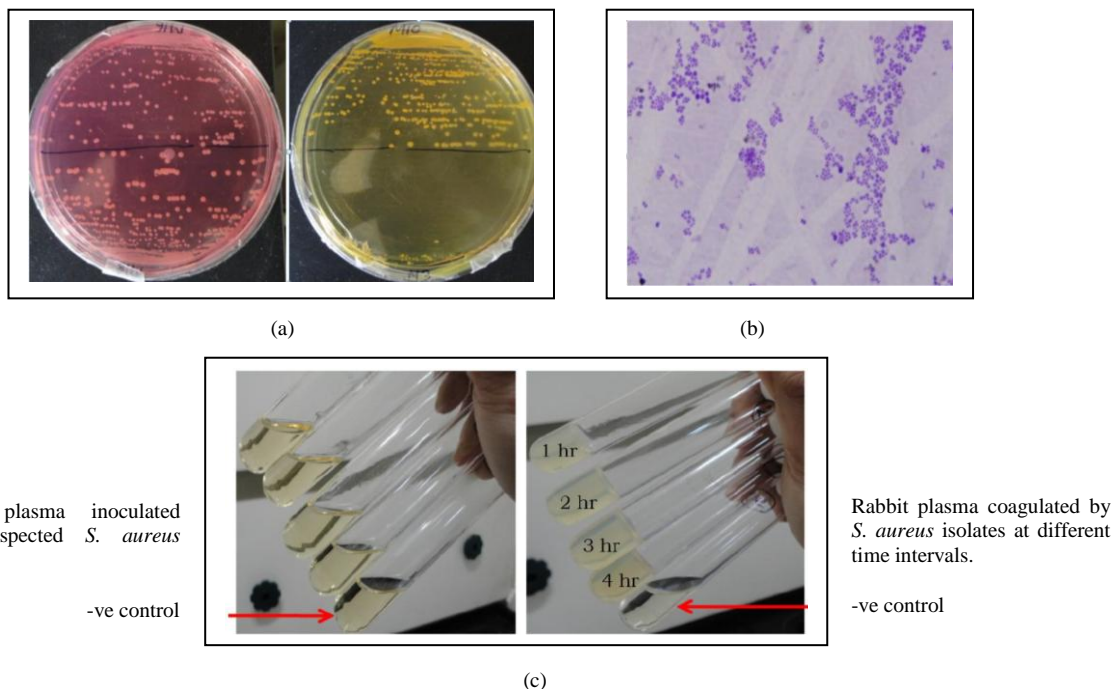 (a)
(b)
plasma inoculated
spected S. aureus
-ve control
1 hr
2 hr
3 hr
4 hr
Rabbit plasma coagulated by
S. aureus isolates at different
time intervals.
-ve control
(c)